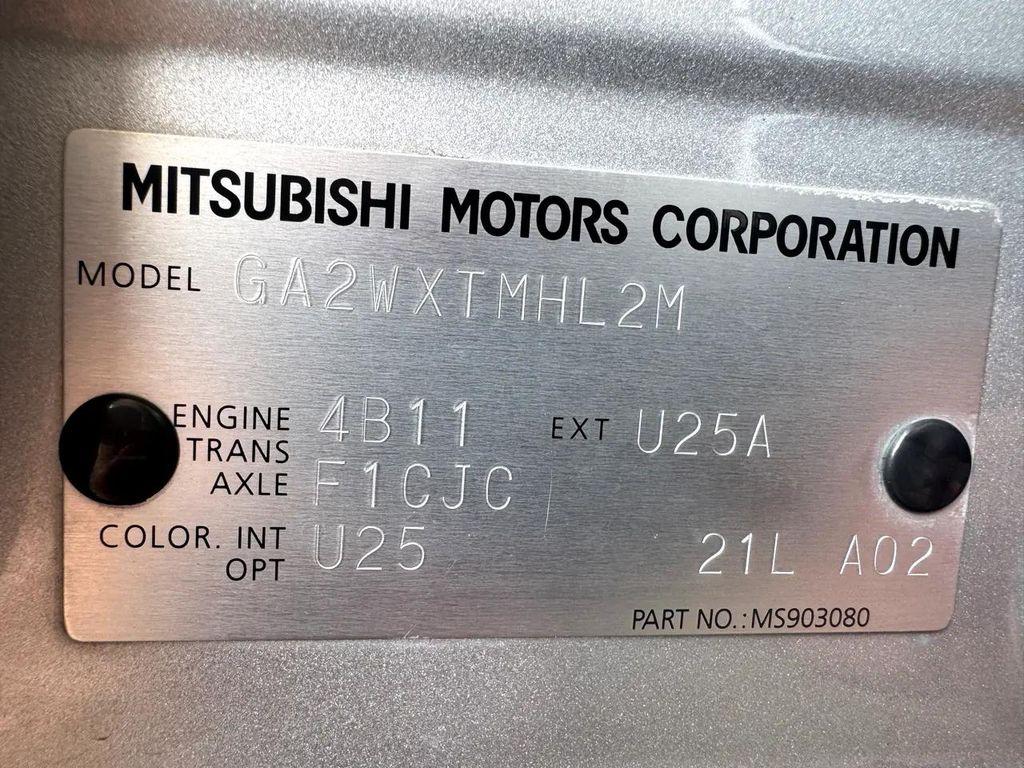 MITSUBISHI MOTORS CORPORATION
MODEL GA2WXTMHL2M
ENGINE 4B11 EXT U25A
TRANS
AXLE F1CJC
COLOR. INT U25
OPT 21L A02
PART NO.:MS903080